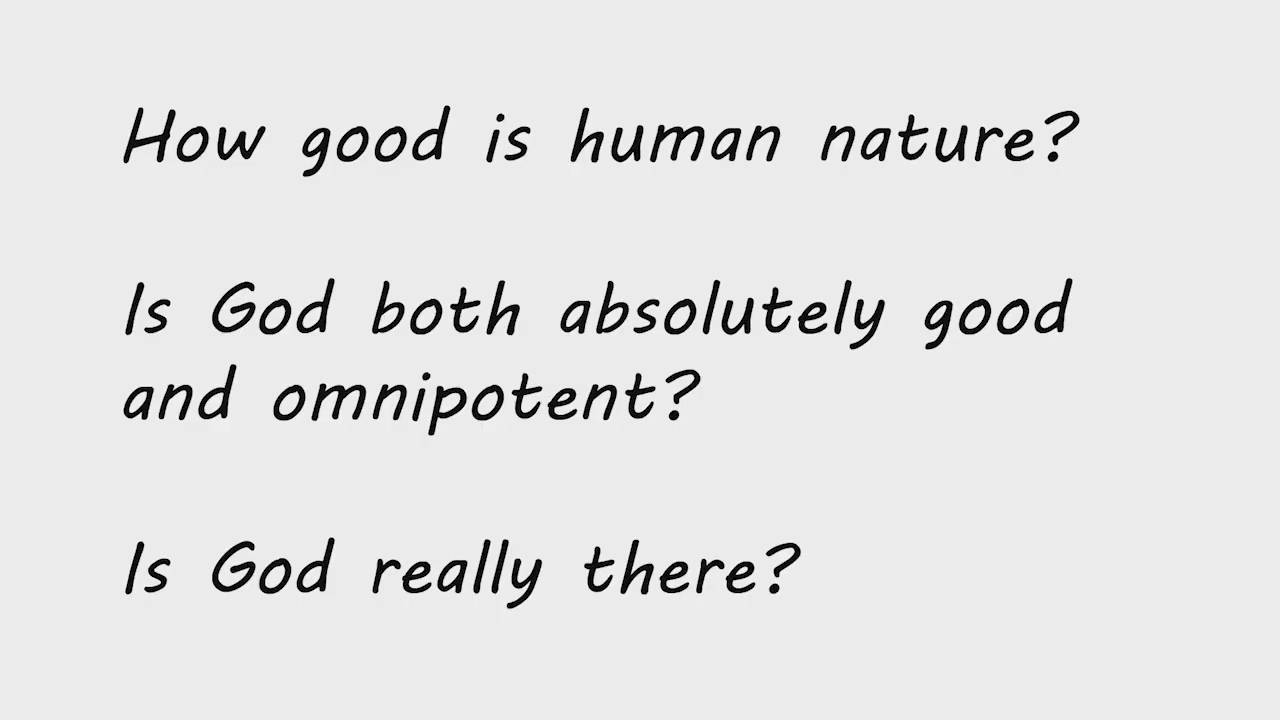 How good is human nature?
Is God both absolutely good
and omnipotent?
Is God really there?